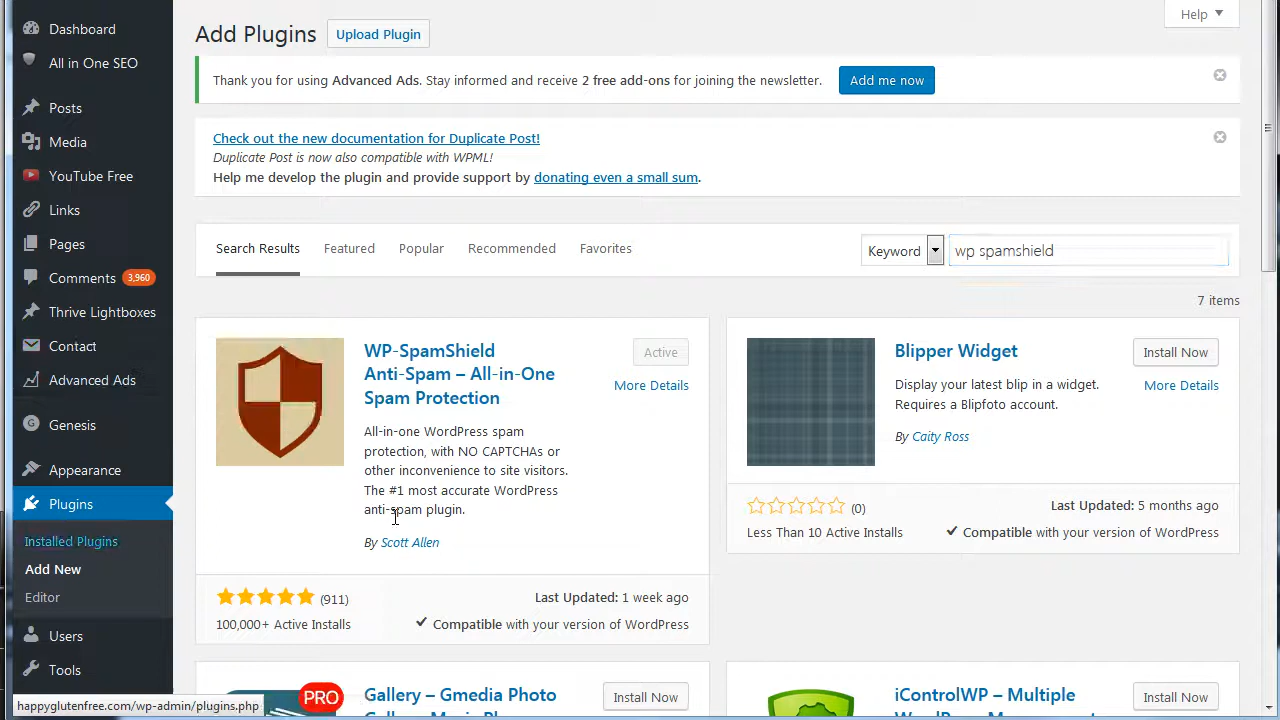 Dashboard
All in One SEO
Posts
Media
YouTube Free
Links
Pages
Comments 3,960
Thrive Lightboxes
Contact
Advanced Ads
Genesis
Appearance
Plugins
Installed Plugins
Add New
Editor
Users
Tools
happyglutenfree.com/wp-admin/plugins.php
Help
Add Plugins Upload Plugin
Thank you for using Advanced Ads. Stay informed and receive 2 free add-ons for joining the newsletter. Add me now
Check out the new documentation for Duplicate Post!
Duplicate Post is now also compatible with WPML!
Help me develop the plugin and provide support by donating even a small sum.
Search Results Featured Popular Recommended Favorites Keyword wp spamshield
7 items
WP-SpamShield
Anti-Spam – All-in-One
Spam Protection
Active
More Details
All-in-one WordPress spam
protection, with NO CAPTCHAs or
other inconvenience to site visitors.
The #1 most accurate WordPress
anti-spam plugin.
By Scott Allen
(911)
Last Updated: 1 week ago
100,000+ Active Installs
Compatible with your version of WordPress
Blipper Widget
Install Now
More Details
Display your latest blip in a widget.
Requires a Blipfoto account.
By Caity Ross
(0)
Last Updated: 5 months ago
Less Than 10 Active Installs
Compatible with your version of WordPress
PRO
Gallery – Gmedia Photo
Install Now
iControlWP – Multiple
Install Now